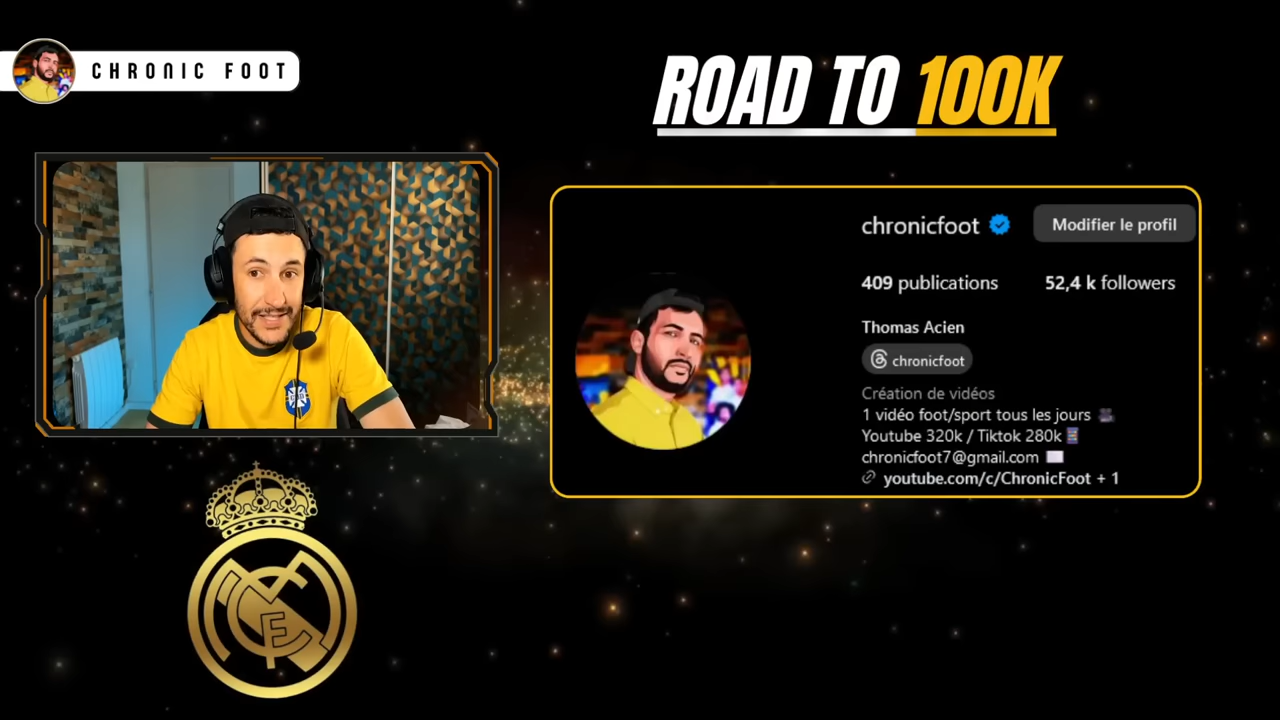 CHRONIC FOOT
ROAD TO 100K
chronicfoot
Modifier le profil
409 publications
52,4 k followers
Thomas Acien
chronicfoot
Création de vidéos
1 vidéo foot/sport tous les jours
Youtube 320k / Tiktok 280k
chronicfoot7@gmail.com
youtube.com/c/ChronicFoot + 1